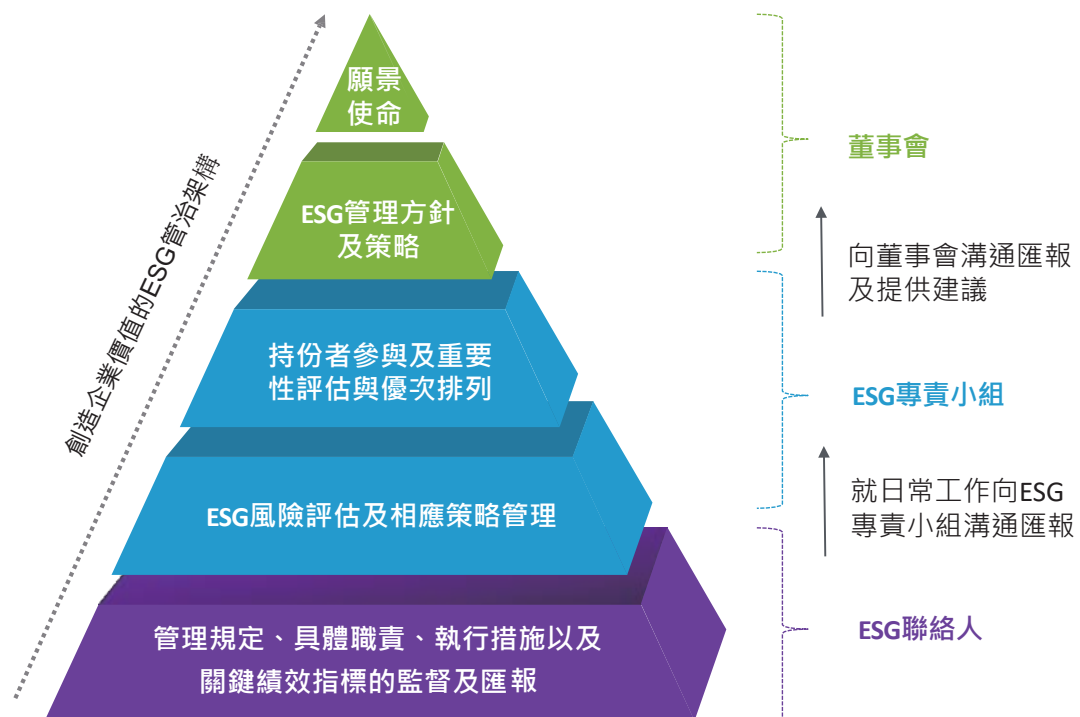 創造企業價值的ESG管治架構
願景
使命
ESG管理方針
及策略
持份者參與及重要
性評估與優次排列
ESG風險評估及相應策略管理
管理規定、具體職責、執行措施以及
關鍵績效指標的監督及匯報
董事會
向董事會溝通匯報
及提供建議
ESG專責小組
就日常工作向ESG
專責小組溝通匯報
ESG聯絡人